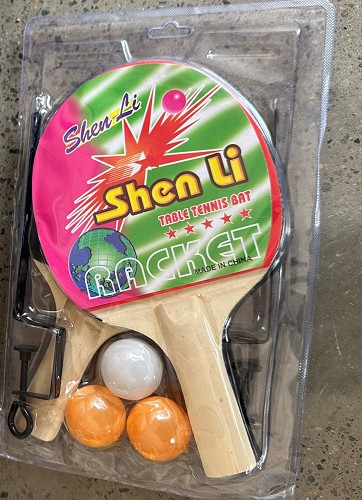 Shen Li
Shen Li
TABLE TENNIS BAT
RACKET
MADE IN CHINA